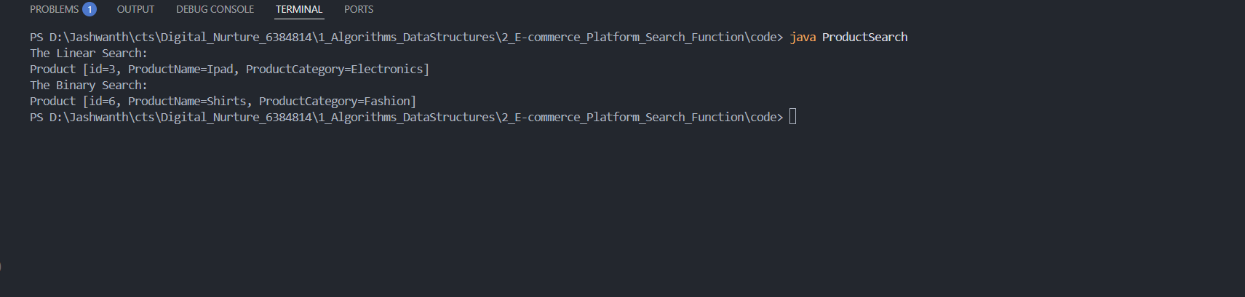 PROBLEMS 1 OUTPUT DEBUG CONSOLE TERMINAL PORTS
PS D:\Jashwanth\cts\Digital_Nurture_6384814\1_Algorithms_DataStructures\2_E-commerce_Platform_Search_Function\code> java ProductSearch
The Linear Search:
Product [id=3, ProductName=Ipad, ProductCategory=Electronics]
The Binary Search:
Product [id=6, ProductName=Shirts, ProductCategory=Fashion]
PS D:\Jashwanth\cts\Digital_Nurture_6384814\1_Algorithms_DataStructures\2_E-commerce_Platform_Search_Function\code>